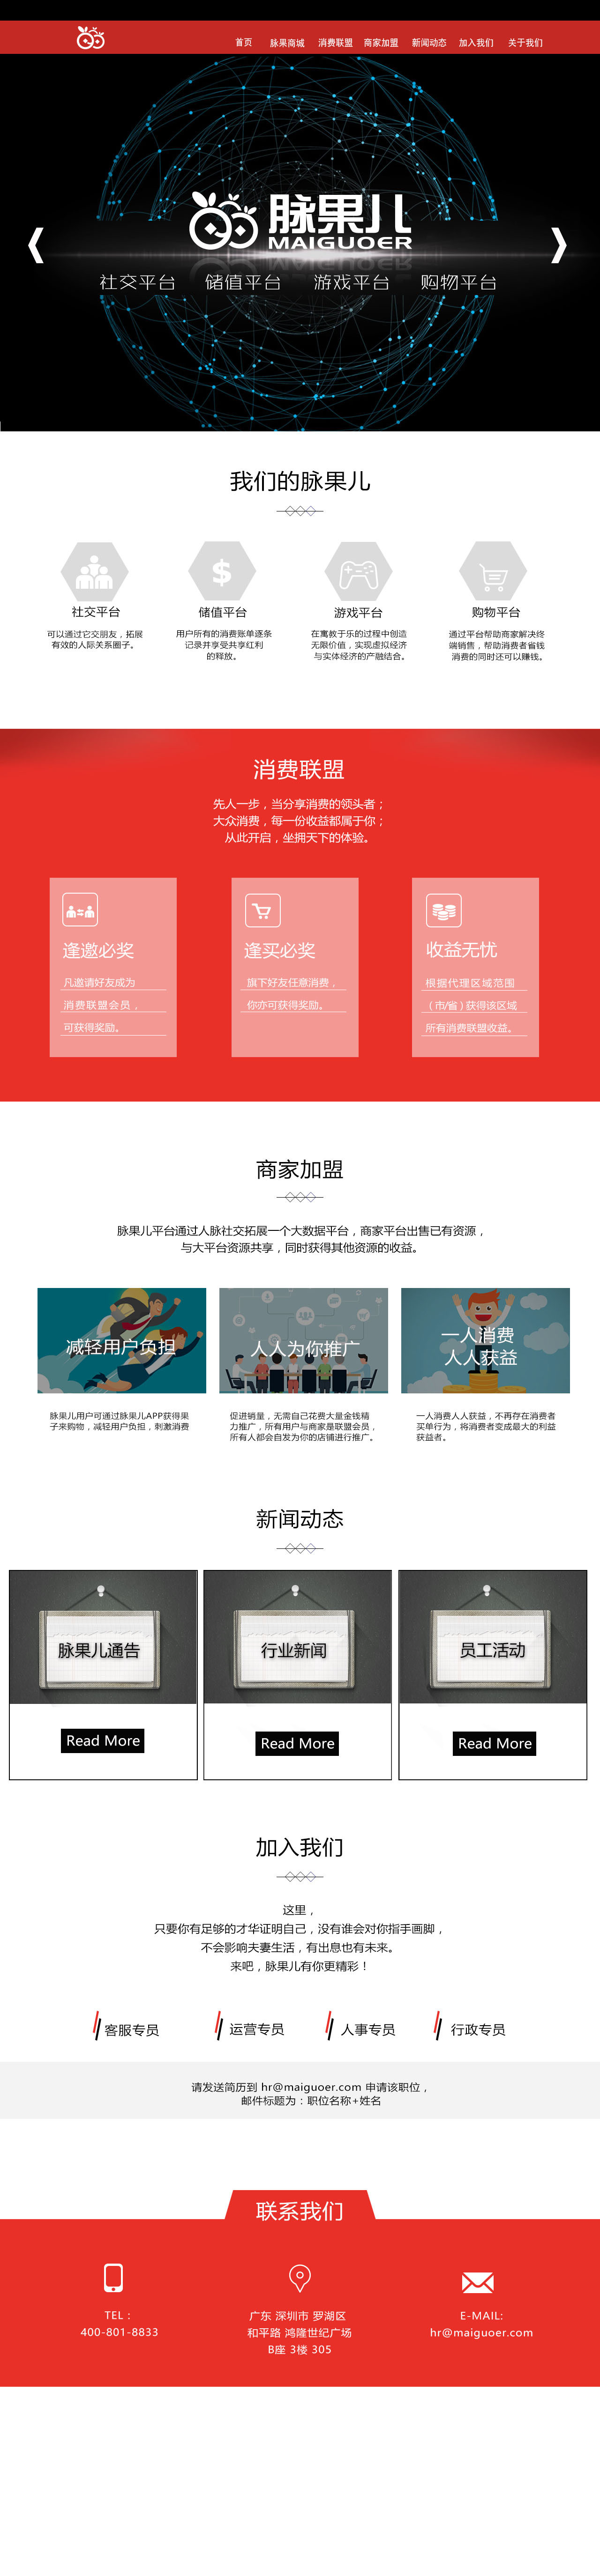 首页 脉果商城 消费联盟 商家加盟 新闻动态 加入我们 关于我们
脉果儿
MAIGUOER
社交平台 储值平台 游戏平台 购物平台
我们的脉果儿
社交平台
可以通过它交朋友，拓展
有效的人际关系圈子。
储值平台
用户所有的消费账单逐条
记录并享受共享红利
的释放。
游戏平台
在寓教于乐的过程中创造
无限价值，实现虚拟经济
与实体经济的产融结合。
购物平台
通过平台帮助商家解决终
端销售，帮助消费者省钱
消费的同时还可以赚钱。
消费联盟
先人一步，当分享消费的领头者；
大众消费，每一份收益都属于你；
从此开启，坐拥天下的体验。
逢邀必奖
凡邀请好友成为
消费联盟会员，
可获得奖励。
逢买必奖
旗下好友任意消费，
你亦可获得奖励。
收益无忧
根据代理区域范围
（市/省）获得该区域
所有消费联盟收益。
商家加盟
脉果儿平台通过人脉社交拓展一个大数据平台，商家平台出售已有资源，
与大平台资源共享，同时获得其他资源的收益。
减轻用户负担
脉果儿用户可通过脉果儿APP获得果
子来购物，减轻用户负担，刺激消费
人人为你推广
促进销量，无需自己花费大量金钱精
力推广，所有用户与商家是联盟会员，
所有人都会自发为你的店铺进行推广。
一人消费
人人获益
一人消费人人获益，不再存在消费者
买单行为，将消费者变成最大的利益
获益者。
新闻动态
脉果儿通告
Read More
行业新闻
Read More
员工活动
Read More
加入我们
这里，
只要你有足够的才华证明自己，没有谁会对你指手画脚，
不会影响夫妻生活，有出息也有未来。
来吧，脉果儿有你更精彩！
客服专员 运营专员 人事专员 行政专员
请发送简历到 hr@maiguoer.com 申请该职位，
邮件标题为：职位名称+姓名
联系我们
TEL：
400-801-8833
广东 深圳市 罗湖区
和平路 鸿隆世纪广场
B座 3楼 305
E-MAIL:
hr@maiguoer.com